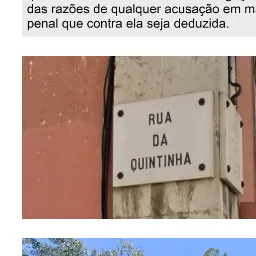 das razões de qualquer acusação em
penal que contra ela seja deduzida.
RUA
DA
QUINTINHA